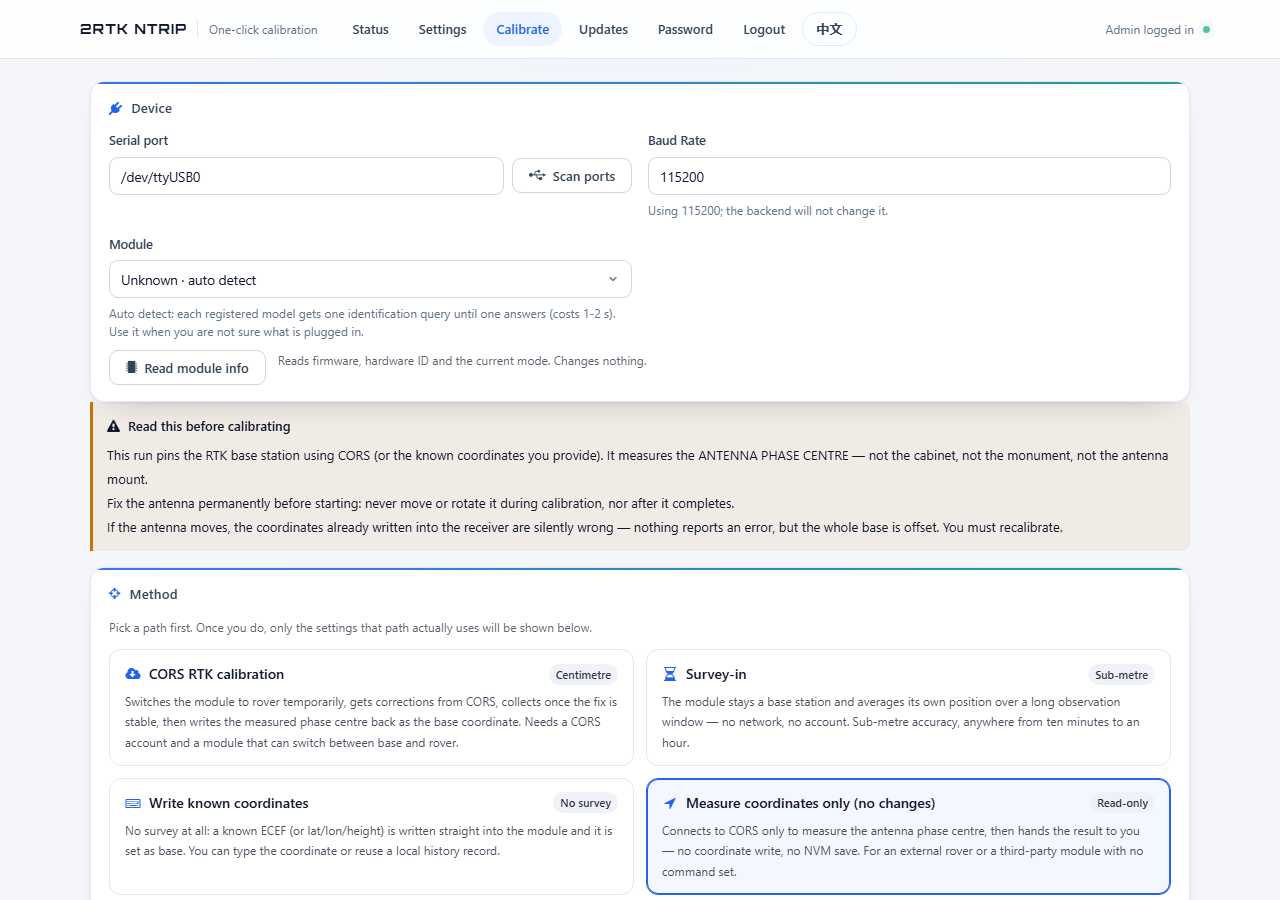 2RTK NTRIP
One-click calibration
Status
Settings
Calibrate
Updates
Password
Logout
中文
Admin logged in
Device
Serial port
Baud Rate
/dev/ttyUSB0
Scan ports
115200
Using 115200; the backend will not change it.
Module
Unknown · auto detect
Auto detect: each registered model gets one identification query until one answers (costs 1-2 s).
Use it when you are not sure what is plugged in.
Read module info
Reads firmware, hardware ID and the current mode. Changes nothing.
Read this before calibrating
This run pins the RTK base station using CORS (or the known coordinates you provide). It measures the ANTENNA PHASE CENTRE — not the cabinet, not the monument, not the antenna
mount.
Fix the antenna permanently before starting: never move or rotate it during calibration, nor after it completes.
If the antenna moves, the coordinates already written into the receiver are silently wrong — nothing reports an error, but the whole base is offset. You must recalibrate.
Method
Pick a path first. Once you do, only the settings that path actually uses will be shown below.
CORS RTK calibration
Centimetre
Switches the module to rover temporarily, gets corrections from CORS, collects once the fix is
stable, then writes the measured phase centre back as the base coordinate. Needs a CORS
account and a module that can switch between base and rover.
Survey-in
Sub-metre
The module stays a base station and averages its own position over a long observation
window — no network, no account. Sub-metre accuracy, anywhere from ten minutes to an
hour.
Write known coordinates
No survey
No survey at all: a known ECEF (or lat/lon/height) is written straight into the module and it is
set as base. You can type the coordinate or reuse a local history record.
Measure coordinates only (no changes)
Read-only
Connects to CORS only to measure the antenna phase centre, then hands the result to you
— no coordinate write, no NVM save. For an external rover or a third-party module with no
command set.